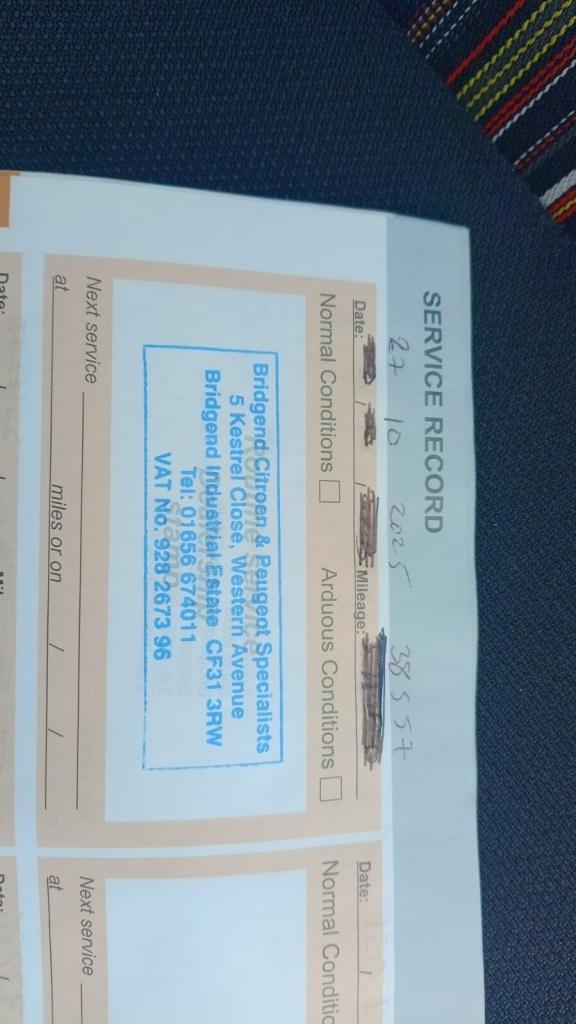 SERVICE RECORD
27 10 2025 38557
Date: / / Mileage:
Normal Conditions Arduous Conditions
Bridgend Citroen & Peugeot Specialists
5 Kestrel Close, Western Avenue
Bridgend Industrial Estate CF31 3RW
Tel: 01656 674011
VAT No. 928 2673 96
Next service
at miles or on / /
Date: /
Normal
Next service
at
Date: /